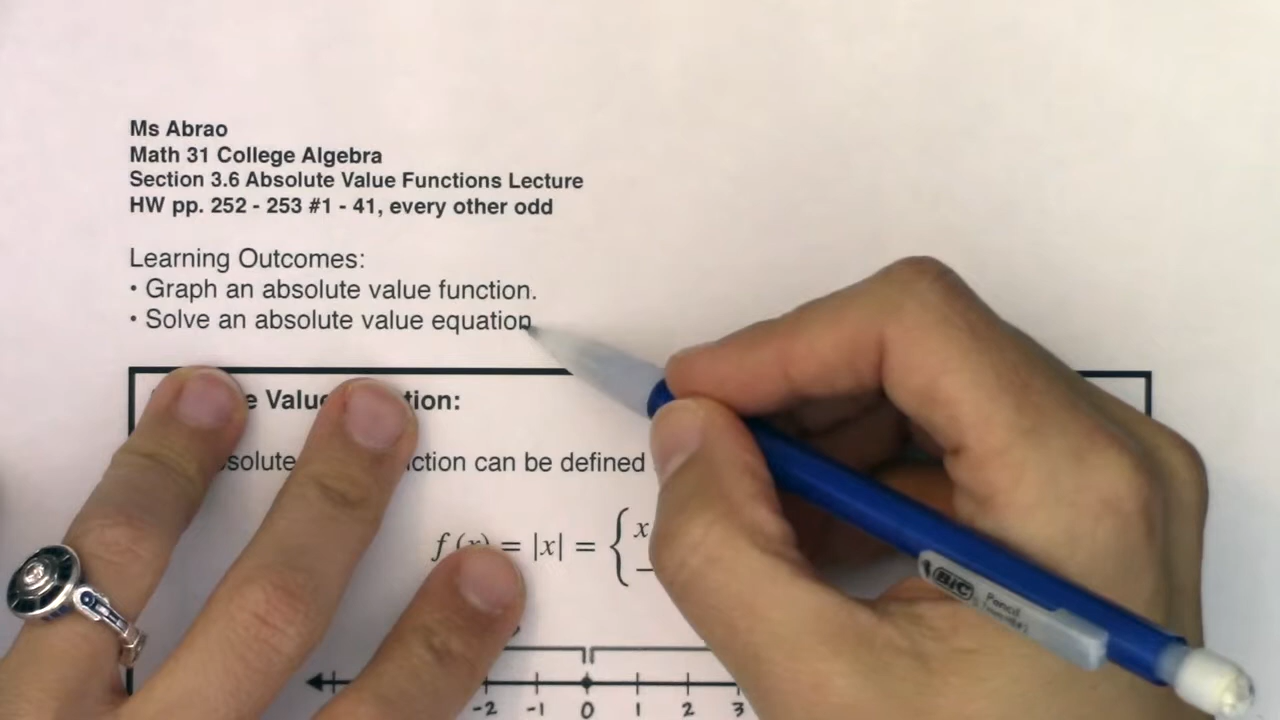 Ms Abrao
Math 31 College Algebra
Section 3.6 Absolute Value Functions Lecture
HW pp. 252 - 253 #1 - 41, every other odd
Learning Outcomes:
• Graph an absolute value function.
• Solve an absolute value equation
e Value tion:
solute ction can be defined
f (x) = |x| = { x
-2 -1 0 1 2 3
BIC
Pencil